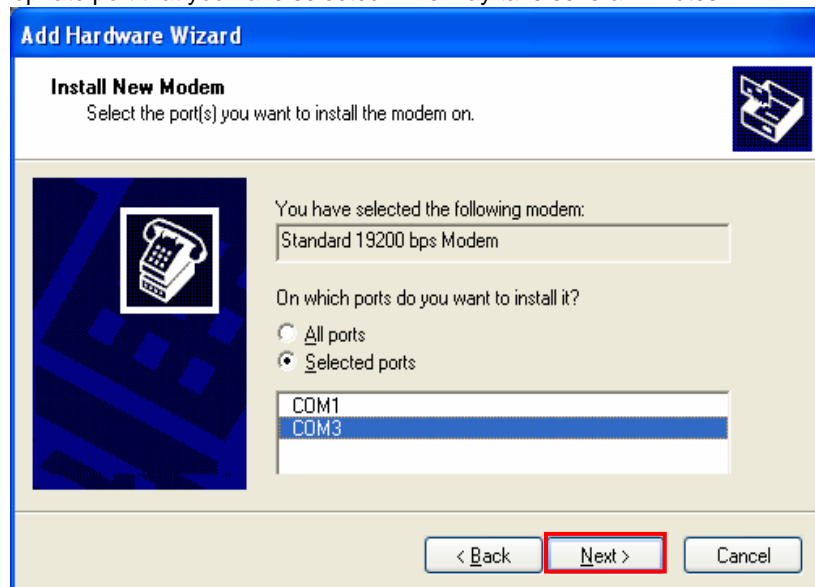 Add Hardware Wizard
Install New Modem
Select the port(s) you want to install the modem on.
You have selected the following modem:
Standard 19200 bps Modem
On which ports do you want to install it?
All ports
Selected ports
COM1
COM3
< Back Next > Cancel